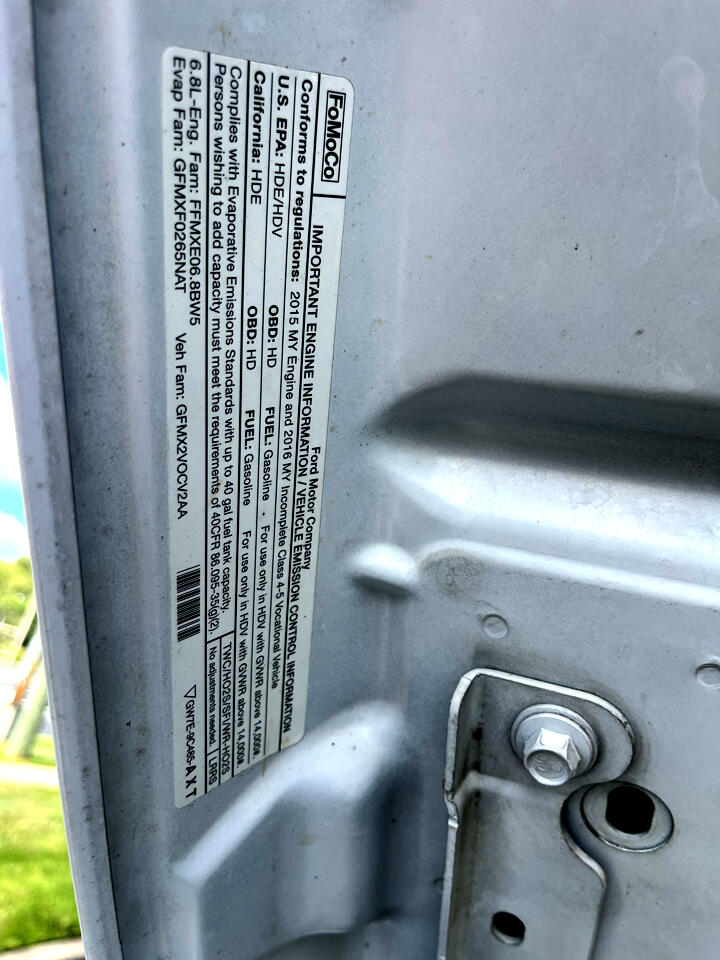 FoMoCo
Ford Motor Company
IMPORTANT ENGINE INFORMATION / VEHICLE EMISSION CONTROL INFORMATION
Conforms to regulations: 2015 MY Engine and 2016 MY Incomplete Class 4-5 Vocational Vehicle
U.S. EPA: HDE/HDV OBD: HD FUEL: Gasoline • For use only in HDV with GVWR above 14,000#.
California: HDE OBD: HD FUEL: Gasoline For use only in HDV with GVWR above 14,000#.
Complies with Evaporative Emissions Standards with up to 40 gal fuel tank capacity. TWC/HO2S/SFI/WR-HO2S
Persons wishing to add capacity must meet the requirements of 40CFR 86.095-35(g)(2). No adjustments needed. LRRS
6.8L-Eng. Fam: FFMXE06.8BW5
Evap Fam: GFMXF0265NAT Veh Fam: GFMX2VOCV2AA
GW7E-9C485-AXT